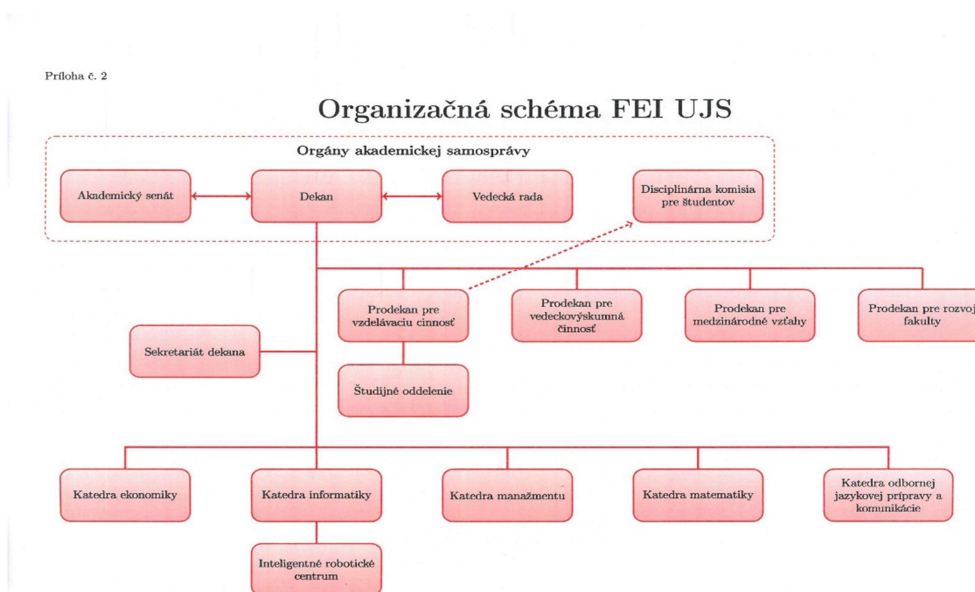 Príloha č. 2
Organizačná schéma FEI UJS
Orgány akademickej samosprávy
Akademický senát
Dekan
Vedecká rada
Disciplinárna komisia
pre študentov
Prodekan pre
vzdelávaciu cinnosť
Prodekan pre
vedeckovýskumná
činnosť
Prodekan pre
medzinárodné vzťahy
Prodekan pre rozvoj
fakulty
Sekretariát dekana
Študijné oddelenie
Katedra ekonomiky
Katedra informatiky
Katedra manažmentu
Katedra matematiky
Katedra odbornej
jazykovej prípravy a
komunikácie
Inteligentné robotické
centrum